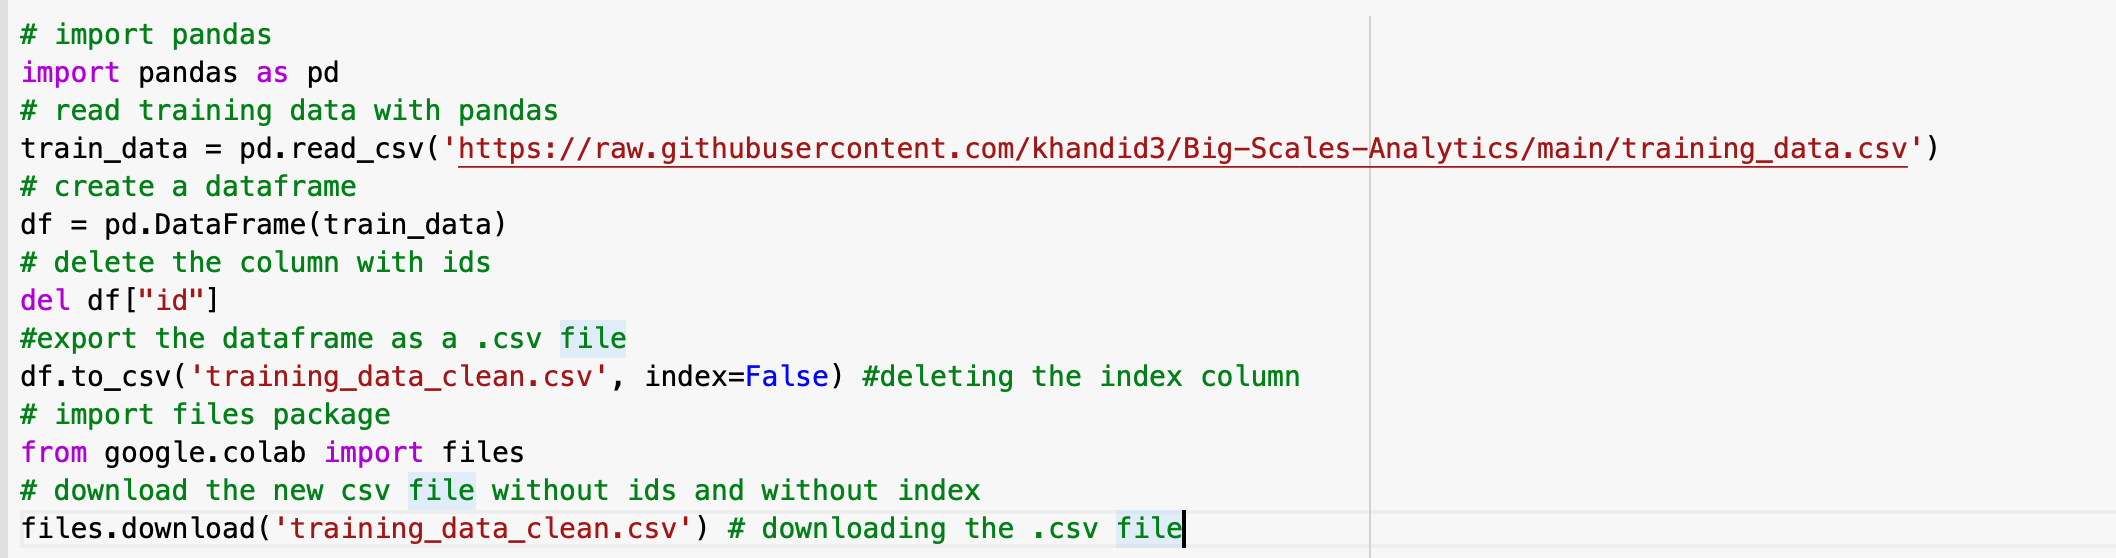 # import pandas
import pandas as pd
# read training data with pandas
train_data = pd.read_csv('https://raw.githubusercontent.com/khandid3/Big-Scales-Analytics/main/training_data.csv')
# create a dataframe
df = pd.DataFrame(train_data)
# delete the column with ids
del df["id"]
#export the dataframe as a .csv file
df.to_csv('training_data_clean.csv', index=False) #deleting the index column
# import files package
from google.colab import files
# download the new csv file without ids and without index
files.download('training_data_clean.csv') # downloading the .csv file